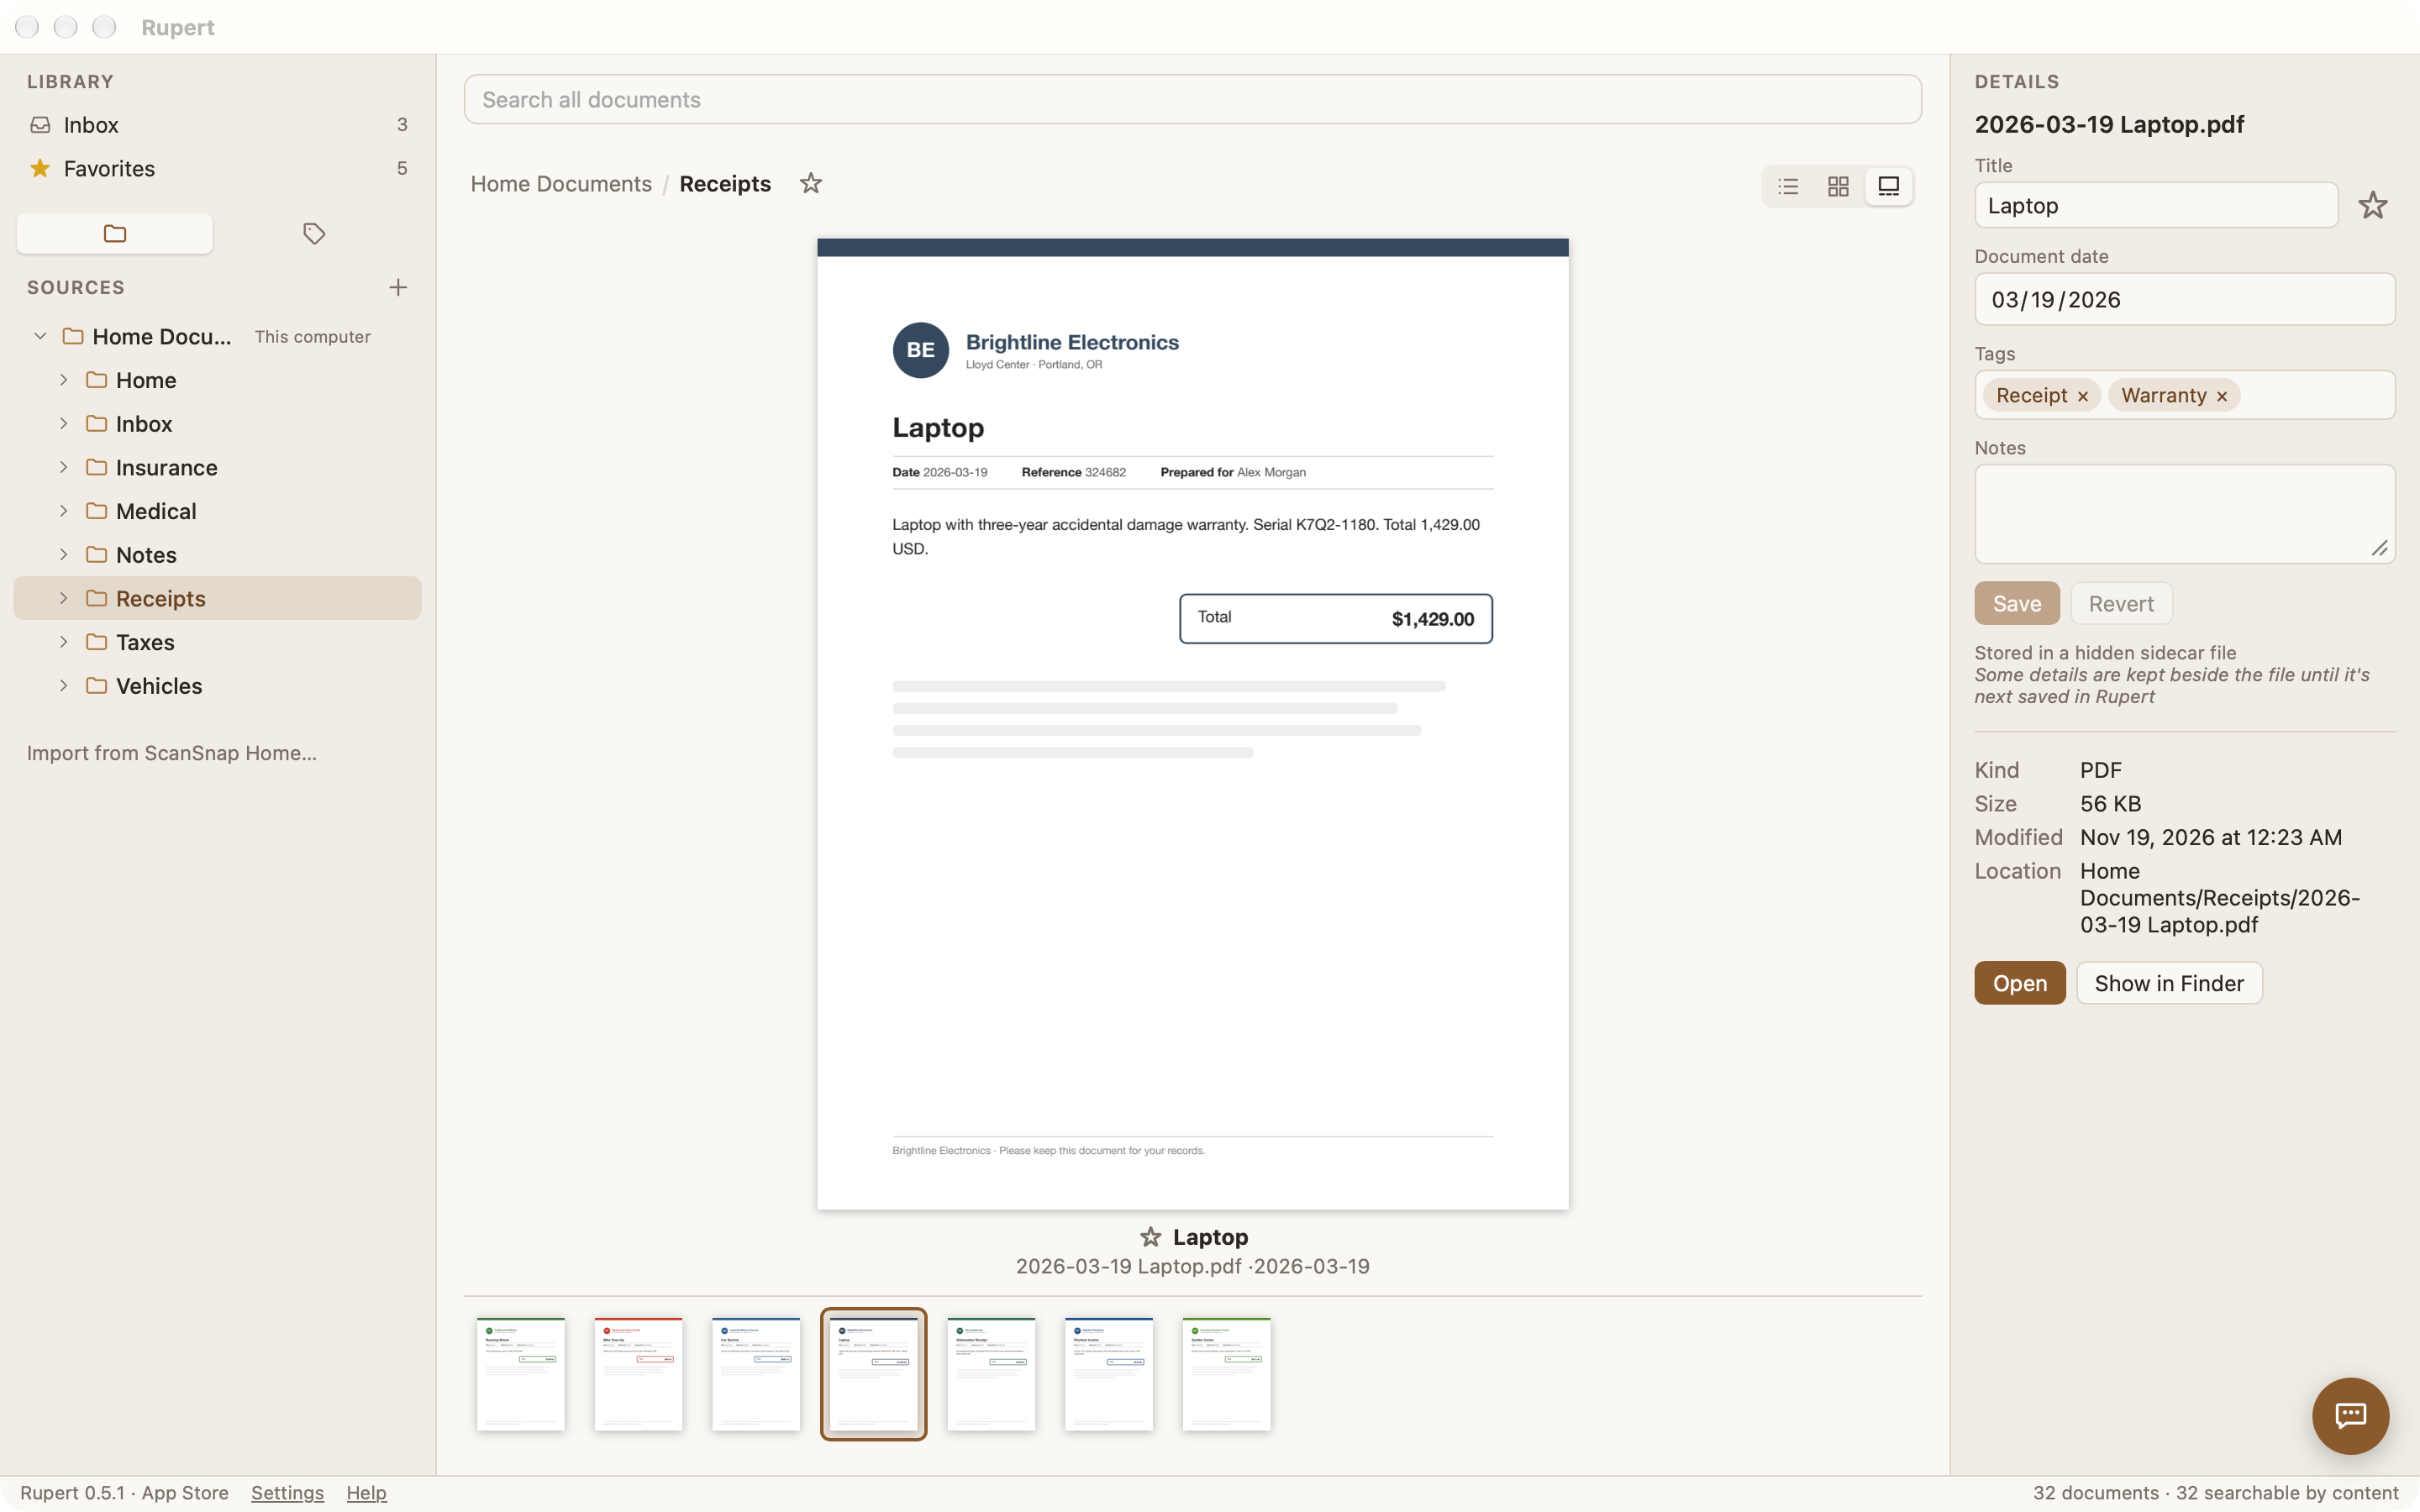 Rupert
LIBRARY
Inbox 3
Favorites 5
SOURCES
Home Docu... This computer
Home
Inbox
Insurance
Medical
Notes
Receipts
Taxes
Vehicles
Import from ScanSnap Home...
Search all documents
Home Documents / Receipts
BE
Brightline Electronics
Lloyd Center · Portland, OR
Laptop
Date 2026-03-19 Reference 324682 Prepared for Alex Morgan
Laptop with three-year accidental damage warranty. Serial K7Q2-1180. Total 1,429.00
USD.
Total $1,429.00
Brightline Electronics · Please keep this document for your records.
Laptop
2026-03-19 Laptop.pdf ·2026-03-19
DETAILS
2026-03-19 Laptop.pdf
Title
Laptop
Document date
03/19/2026
Tags
Receipt × Warranty ×
Notes
Save Revert
Stored in a hidden sidecar file
Some details are kept beside the file until it's
next saved in Rupert
Kind PDF
Size 56 KB
Modified Nov 19, 2026 at 12:23 AM
Location Home
Documents/Receipts/2026-
03-19 Laptop.pdf
Open Show in Finder
Rupert 0.5.1 · App Store Settings Help
32 documents · 32 searchable by content